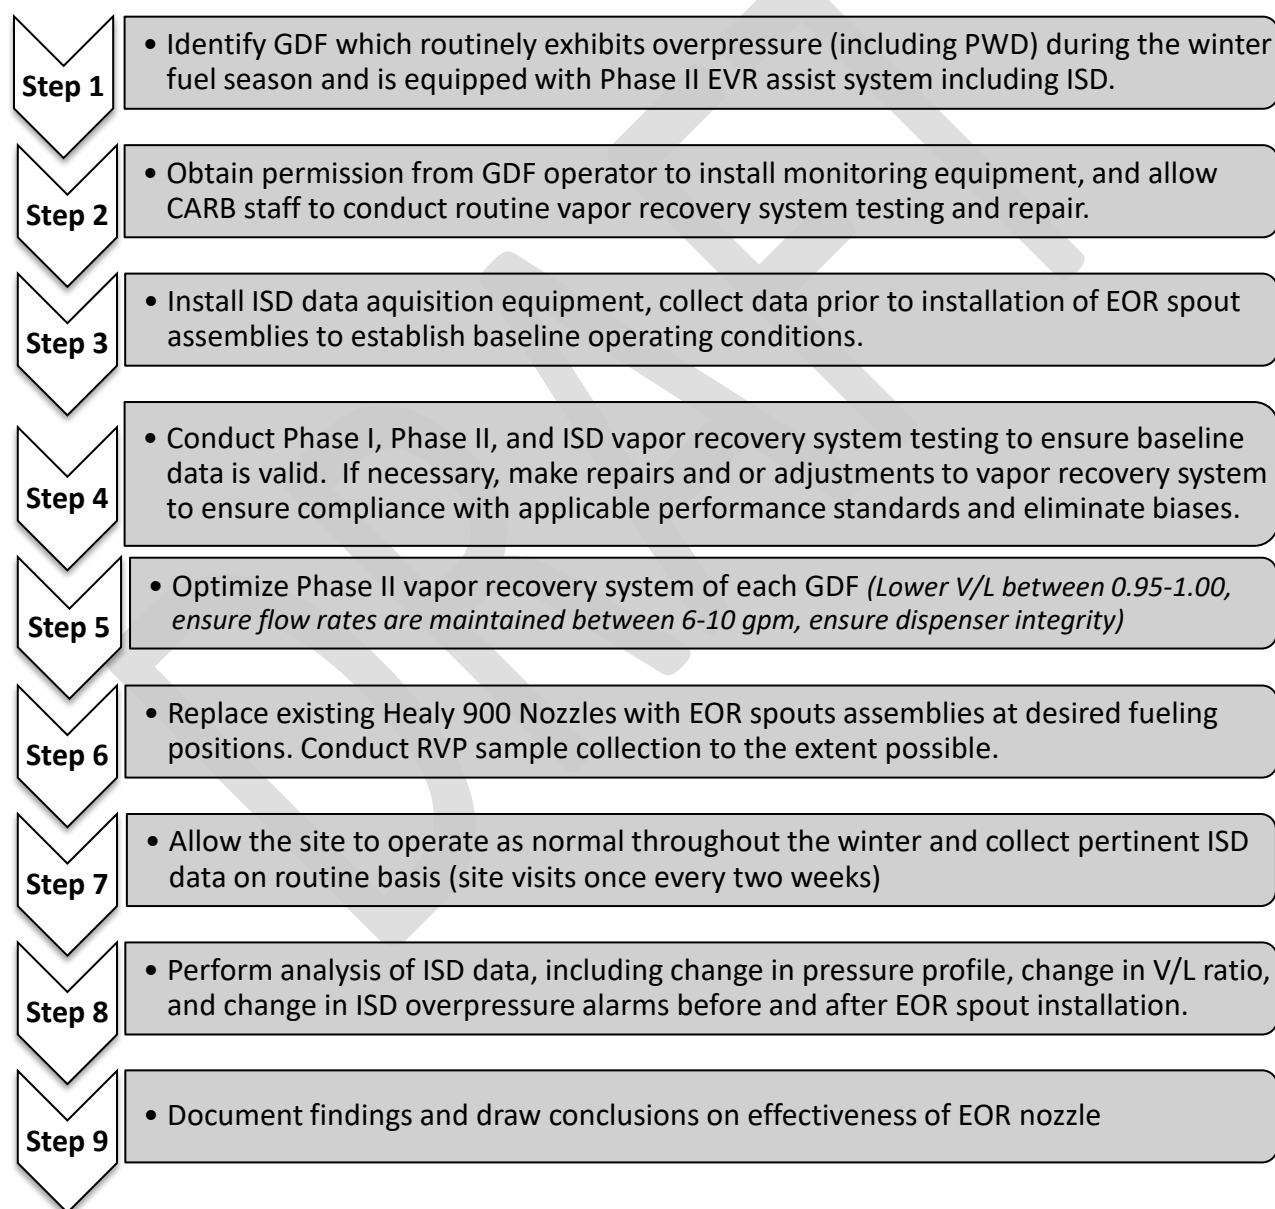 Step 1
• Identify GDF which routinely exhibits overpressure (including PWD) during the winter
fuel season and is equipped with Phase II EVR assist system including ISD.
Step 2
• Obtain permission from GDF operator to install monitoring equipment, and allow
CARB staff to conduct routine vapor recovery system testing and repair.
Step 3
• Install ISD data aquisition equipment, collect data prior to installation of EOR spout
assemblies to establish baseline operating conditions.
Step 4
• Conduct Phase I, Phase II, and ISD vapor recovery system testing to ensure baseline
data is valid.  If necessary, make repairs and or adjustments to vapor recovery system
to ensure compliance with applicable performance standards and eliminate biases.
Step 5
• Optimize Phase II vapor recovery system of each GDF (Lower V/L between 0.95-1.00,
ensure flow rates are maintained between 6-10 gpm, ensure dispenser integrity)
Step 6
• Replace existing Healy 900 Nozzles with EOR spouts assemblies at desired fueling
positions. Conduct RVP sample collection to the extent possible.
Step 7
• Allow the site to operate as normal throughout the winter and collect pertinent ISD
data on routine basis (site visits once every two weeks)
Step 8
• Perform analysis of ISD data, including change in pressure profile, change in V/L ratio,
and change in ISD overpressure alarms before and after EOR spout installation.
Step 9
• Document findings and draw conclusions on effectiveness of EOR nozzle
DRAFT